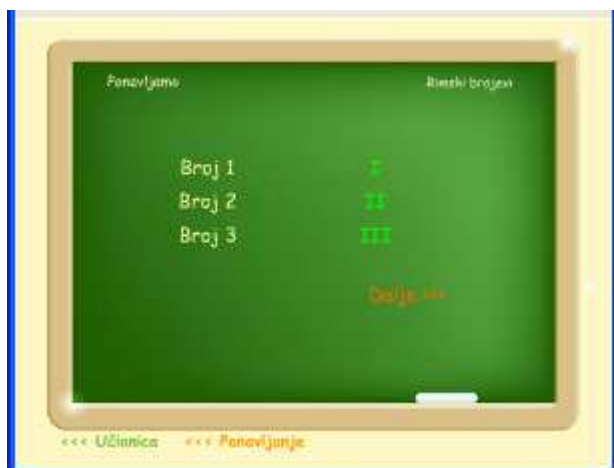 Ponavljamo Rimski brojevi
Broj 1 I
Broj 2 II
Broj 3 III
Dalje >>>
<<< Učionica <<< Ponavljanje